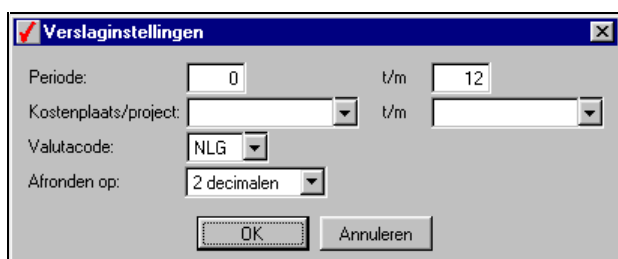 Verslaginstellingen
Periode: 0 t/m 12
Kostenplaats/project: t/m
Valutacode: NLG
Afronden op: 2 decimalen
OK Annuleren